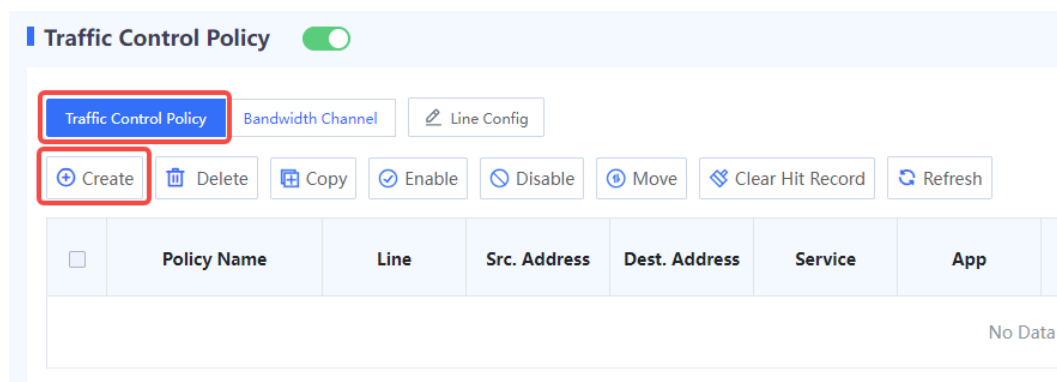 Traffic Control Policy
Traffic Control Policy Bandwidth Channel Line Config
Create Delete Copy Enable Disable Move Clear Hit Record Refresh
Policy Name Line Src. Address Dest. Address Service App
No Data